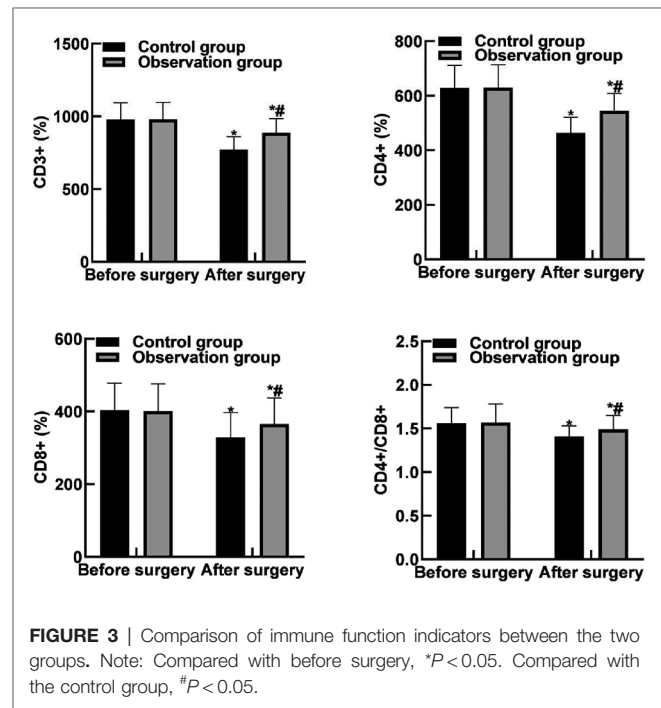 1500
1000
500
0
CD3+ (%)
Control group
Observation group
*
*#
Before surgery After surgery
800
600
400
200
0
CD4+ (%)
Control group
Observation group
*
*#
Before surgery After surgery
600
400
200
0
CD8+ (%)
Control group
Observation group
*
*#
Before surgery After surgery
2.5
2.0
1.5
1.0
0.5
0.0
CD4+/CD8+
Control group
Observation group
*
*#
Before surgery After surgery
FIGURE 3 | Comparison of immune function indicators between the two
groups. Note: Compared with before surgery, *P < 0.05. Compared with
the control group, #P < 0.05.